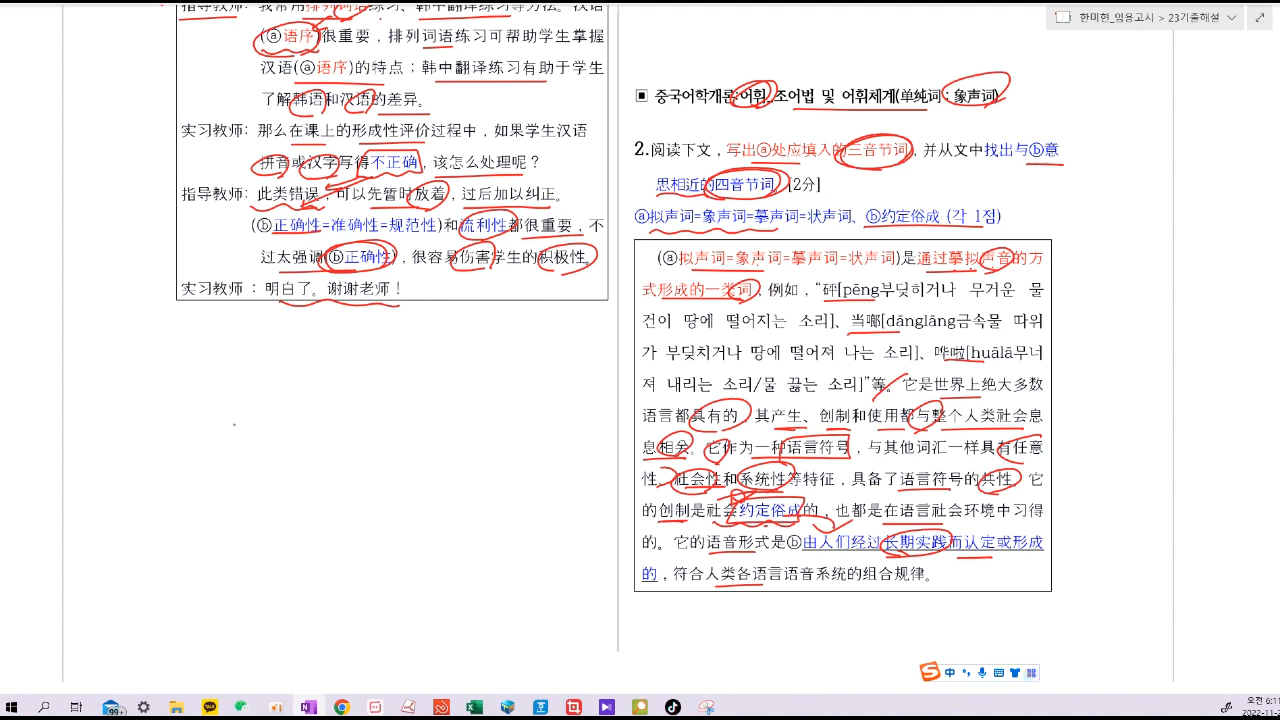 指导教师: 我常用排列词语练习、韩中翻译练习等方法。汉语
(ⓐ语序)很重要，排列词语练习可帮助学生掌握
汉语(ⓐ语序)的特点；韩中翻译练习有助于学生
了解韩语和汉语的差异。
实习教师: 那么在课上的形成性评价过程中，如果学生汉语
拼音或汉字写得不正确，该怎么处理呢？
指导教师: 此类错误，可以先暂时放着，过后加以纠正。
(ⓑ正确性=准确性=规范性)和流利性都很重要，不
过太强调(ⓑ正确性)，很容易伤害学生的积极性。
实习教师 : 明白了。谢谢老师！
한미현_임용고시 > 23기출해설
▣ 중국어학개론:어휘_조어법 및 어휘체계(单纯词 : 象声词)
2. 阅读下文，写出ⓐ处应填入的三音节词，并从文中找出与ⓑ意
思相近的四音节词。[2分]
ⓐ拟声词=象声词=摹声词=状声词、ⓑ约定俗成 (각 1점)
(ⓐ拟声词=象声词=摹声词=状声词)是通过摹拟声音的方
式形成的一类词，例如，“砰[pēng부딪히거나 무거운 물
건이 땅에 떨어지는 소리]、当啷[dānglāng금속물 따위
가 부딪치거나 땅에 떨어져 나는 소리]、哗啦[huālā무너
져 내리는 소리/물 끓는 소리]”等。它是世界上绝大多数
语言都具有的，其产生、创制和使用都与整个人类社会息
息相关。它作为一种语言符号，与其他词汇一样具有任意
性、社会性和系统性等特征，具备了语言符号的共性。它
的创制是社会约定俗成的，也都是在语言社会环境中习得
的。它的语音形式是ⓑ由人们经过长期实践而认定或形成
的，符合人类各语言语音系统的组合规律。
中
99+
TALK
오전 6:1
2022-11-2